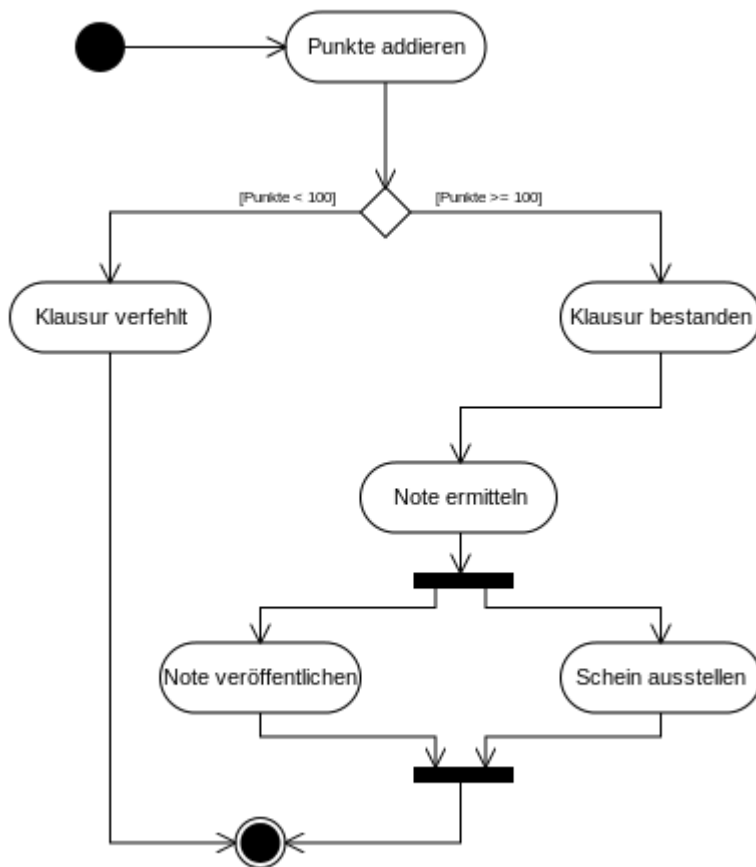 Punkte addieren
[Punkte < 100]
[Punkte >= 100]
Klausur verfehlt
Klausur bestanden
Note ermitteln
Note veröffentlichen
Schein ausstellen